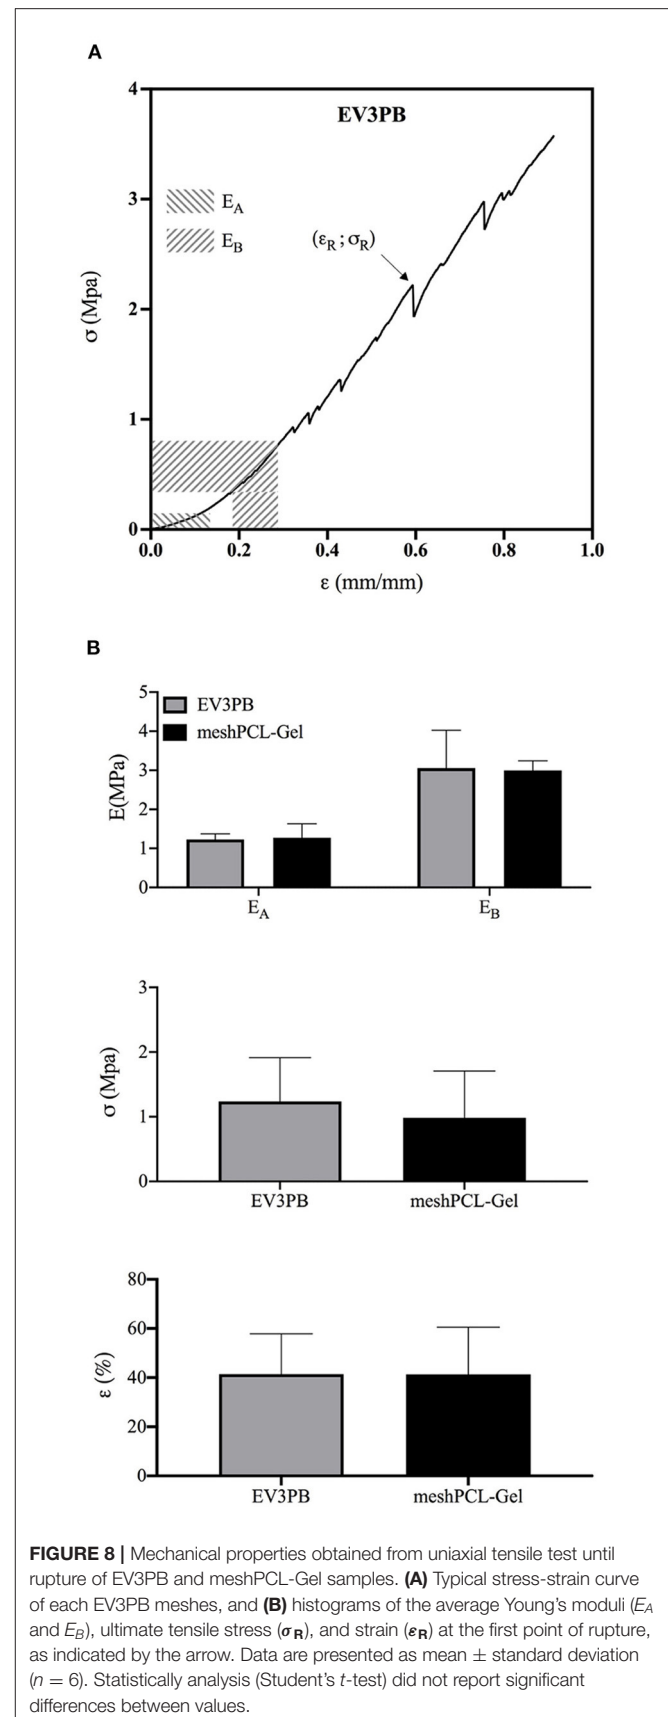 A
EV3PB
E_A
E_B
(ε_R ; σ_R)
4
3
2
1
0
σ (Mpa)
0.0 0.2 0.4 0.6 0.8 1.0
ε (mm/mm)
B
EV3PB
meshPCL-Gel
5
4
3
2
1
0
E(MPa)
E_A E_B
3
2
1
0
σ (Mpa)
EV3PB meshPCL-Gel
80
60
40
20
0
ε (%)
EV3PB meshPCL-Gel
FIGURE 8 | Mechanical properties obtained from uniaxial tensile test until
rupture of EV3PB and meshPCL-Gel samples. (A) Typical stress-strain curve
of each EV3PB meshes, and (B) histograms of the average Young's moduli (E_A
and E_B), ultimate tensile stress (σ_R), and strain (ε_R) at the first point of rupture,
as indicated by the arrow. Data are presented as mean ± standard deviation
(n = 6). Statistically analysis (Student's t-test) did not report significant
differences between values.